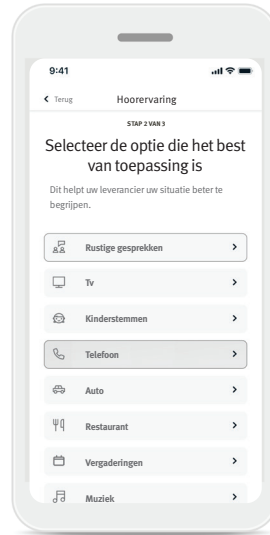 9:41
Terug Hoorervaring
STAP 2 VAN 3
Selecteer de optie die het best
van toepassing is
Dit helpt uw leverancier uw situatie beter te
begrijpen.
Rustige gesprekken
Tv
Kinderstemmen
Telefoon
Auto
Restaurant
Vergaderingen
Muziek